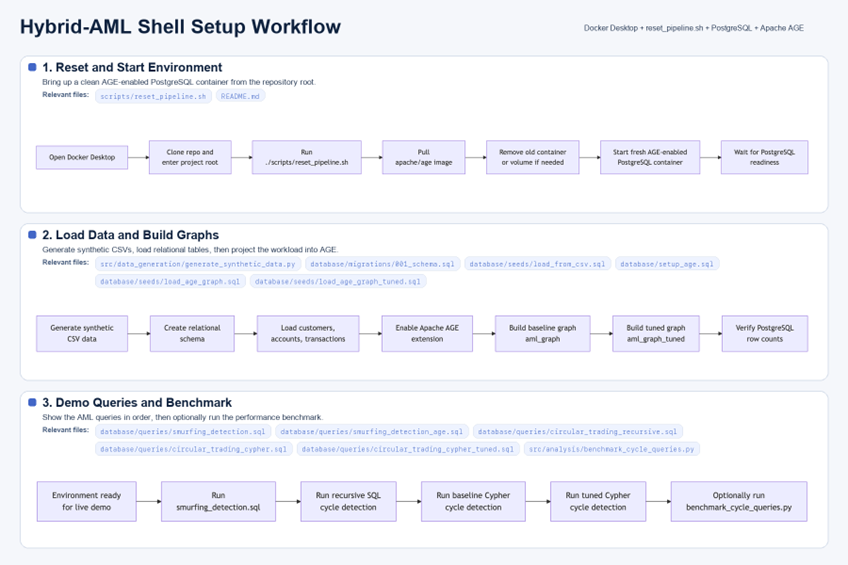 Hybrid-AML Shell Setup Workflow
Docker Desktop + reset_pipeline.sh + PostgreSQL + Apache AGE
1. Reset and Start Environment
Bring up a clean AGE-enabled PostgreSQL container from the repository root.
Relevant files: scripts/reset_pipeline.sh README.md
Open Docker Desktop
Clone repo and
enter project root
Run
./scripts/reset_pipeline.sh
Pull
apache/age image
Remove old container
or volume if needed
Start fresh AGE-enabled
PostgreSQL container
Wait for PostgreSQL
readiness
2. Load Data and Build Graphs
Generate synthetic CSVs, load relational tables, then project the workload into AGE.
Relevant files: src/data_generation/generate_synthetic_data.py database/migrations/001_schema.sql database/seeds/load_from_csv.sql database/setup_age.sql
database/seeds/load_age_graph.sql database/seeds/load_age_graph_tuned.sql
Generate synthetic
CSV data
Create relational
schema
Load customers,
accounts, transactions
Enable Apache AGE
extension
Build baseline graph
aml_graph
Build tuned graph
aml_graph_tuned
Verify PostgreSQL
row counts
3. Demo Queries and Benchmark
Show the AML queries in order, then optionally run the performance benchmark.
Relevant files: database/queries/smurfing_detection.sql database/queries/smurfing_detection_age.sql database/queries/circular_trading_recursive.sql
database/queries/circular_trading_cypher.sql database/queries/circular_trading_cypher_tuned.sql src/analysis/benchmark_cycle_queries.py
Environment ready
for live demo
Run
smurfing_detection.sql
Run recursive SQL
cycle detection
Run baseline Cypher
cycle detection
Run tuned Cypher
cycle detection
Optionally run
benchmark_cycle_queries.py